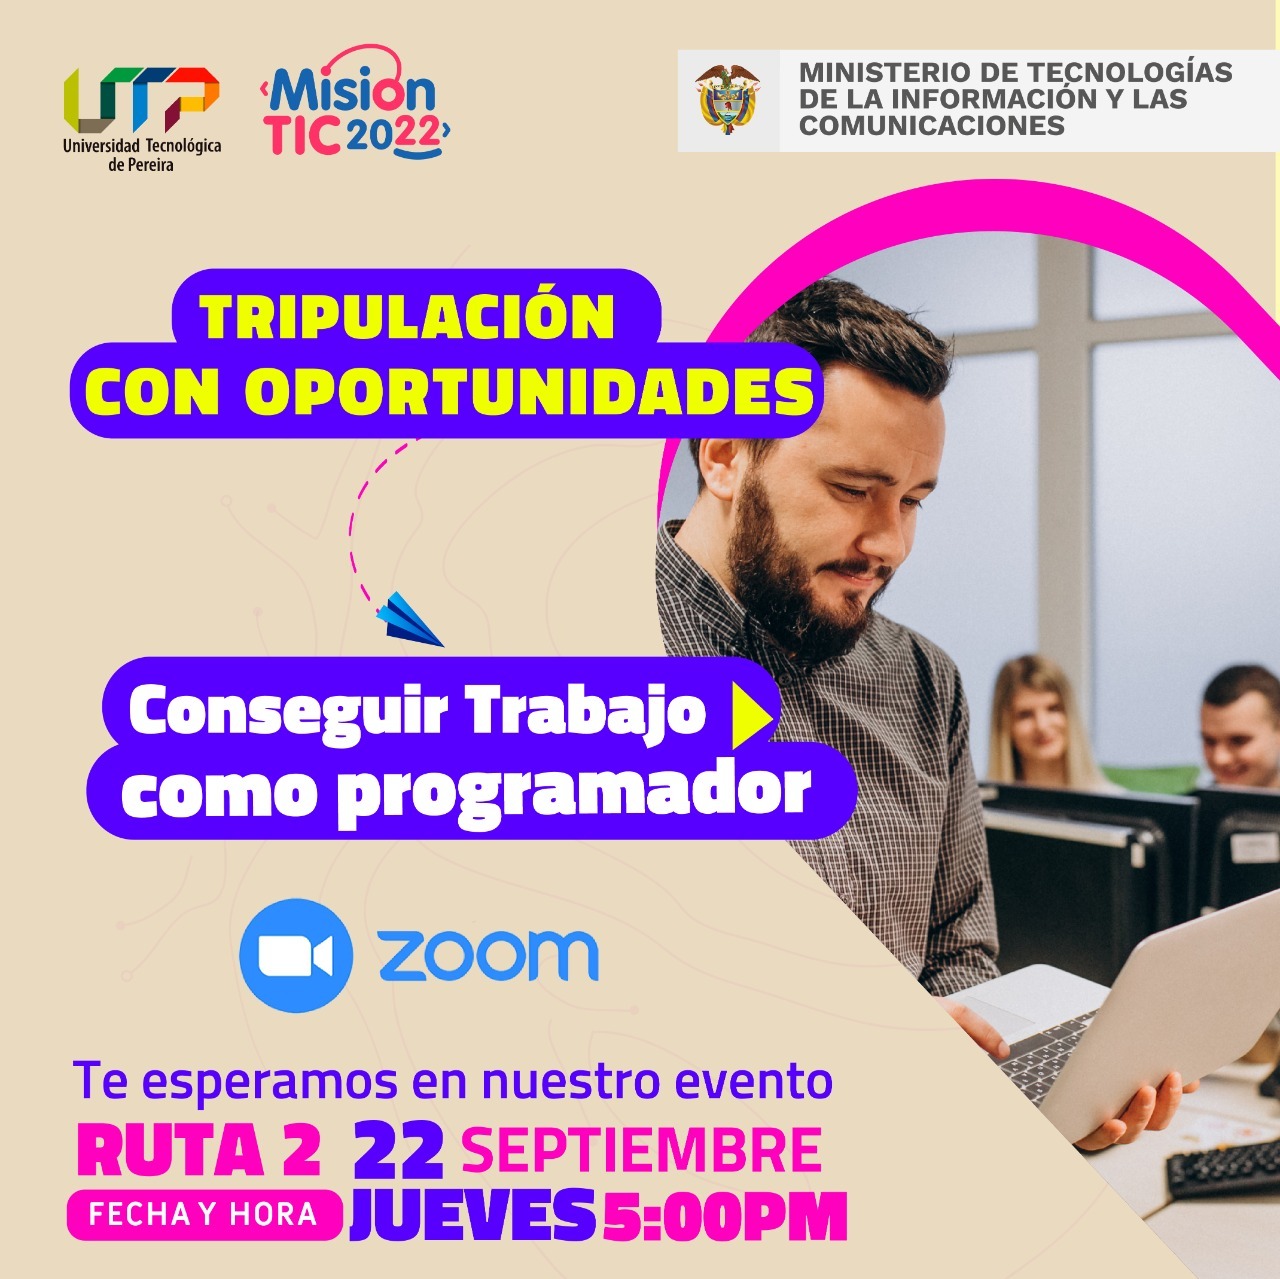 UTP
Universidad Tecnológica
de Pereira
‹Misión
TIC 2022›
MINISTERIO DE TECNOLOGÍAS
DE LA INFORMACIÓN Y LAS
COMUNICACIONES
TRIPULACIÓN
CON OPORTUNIDADES
Conseguir Trabajo
como programador
zoom
Te esperamos en nuestro evento
RUTA 2 22 SEPTIEMBRE
FECHA Y HORA JUEVES 5:00PM